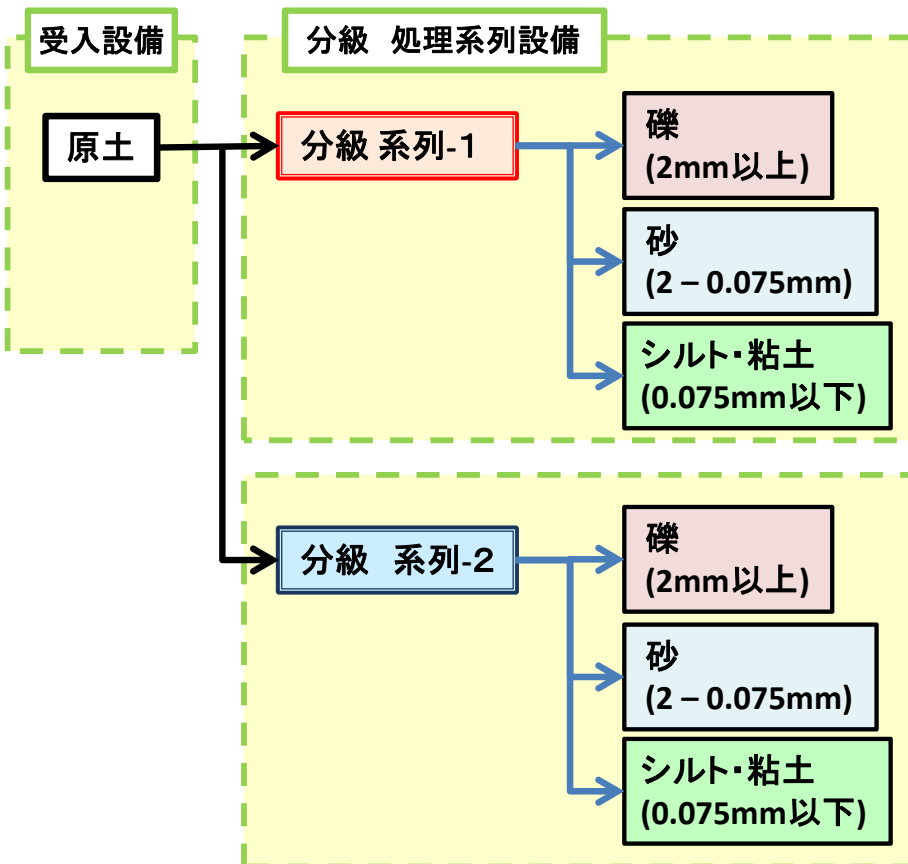 受入設備
分級 処理系列設備
原土
分級 系列-1
礫
(2mm以上)
砂
(2 – 0.075mm)
シルト・粘土
(0.075mm以下)
分級 系列-2
礫
(2mm以上)
砂
(2 – 0.075mm)
シルト・粘土
(0.075mm以下)